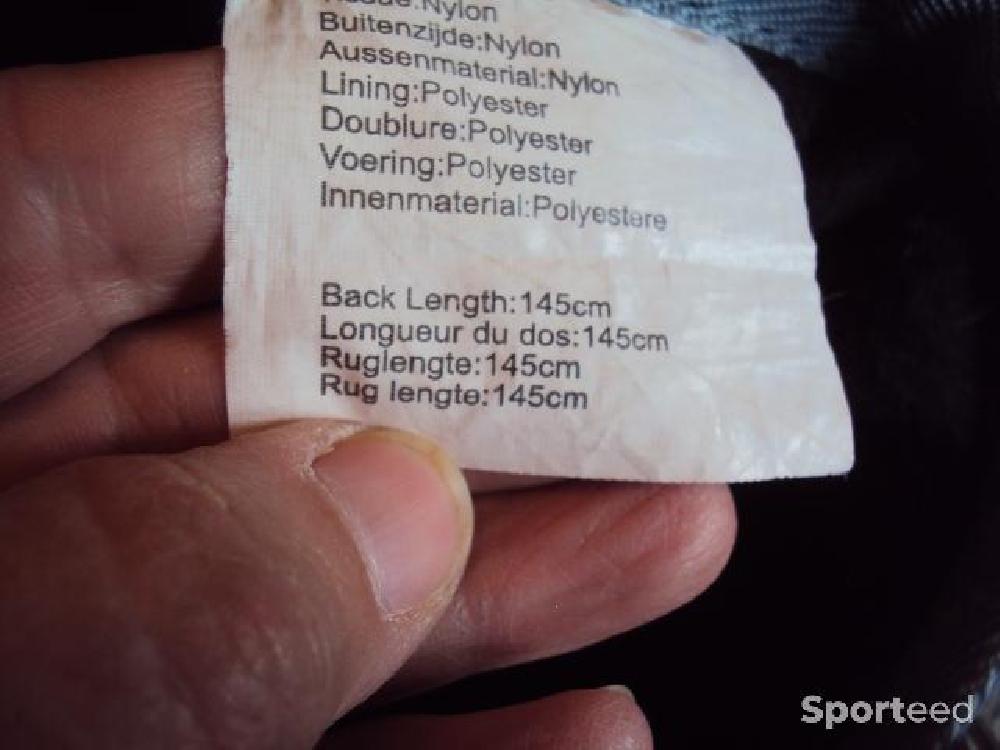 Nylon
Buitenzijde:Nylon
Aussenmaterial:Nylon
Lining:Polyester
Doublure:Polyester
Voering:Polyester
Innenmaterial:Polyestere
Back Length:145cm
Longueur du dos:145cm
Ruglengte:145cm
Rug lengte:145cm
Sporteed